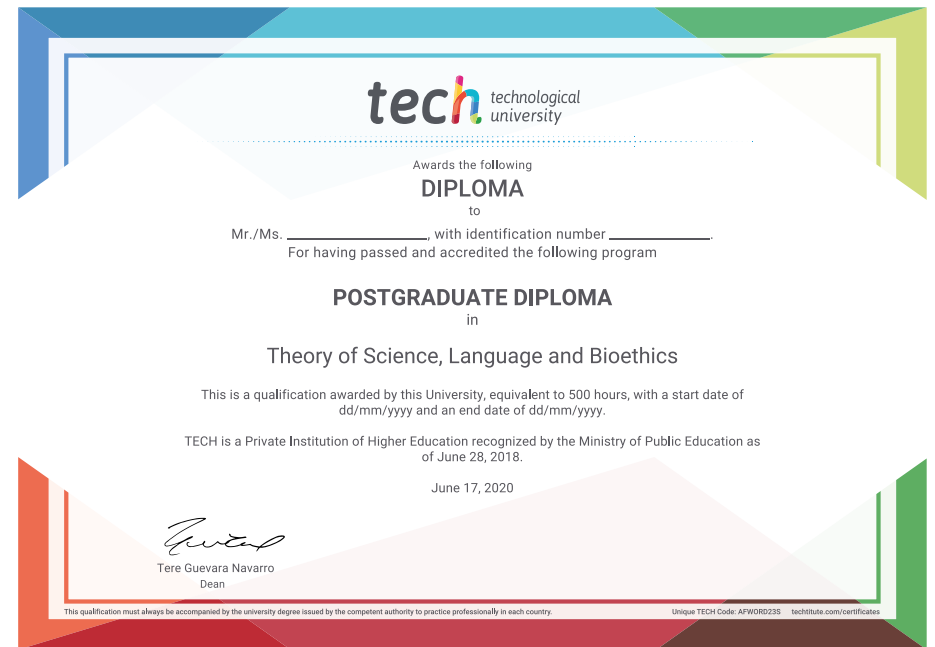 tech technological
university
Awards the following
DIPLOMA
to
Mr./Ms. ____________________, with identification number ______________.
For having passed and accredited the following program
POSTGRADUATE DIPLOMA
in
Theory of Science, Language and Bioethics
This is a qualification awarded by this University, equivalent to 500 hours, with a start date of
dd/mm/yyyy and an end date of dd/mm/yyyy.
TECH is a Private Institution of Higher Education recognized by the Ministry of Public Education as
of June 28, 2018.
June 17, 2020
Tere Guevara Navarro
Dean
This qualification must always be accompanied by the university degree issued by the competent authority to practice professionally in each country.
Unique TECH Code: AFWORD23S techtitute.com/certificates